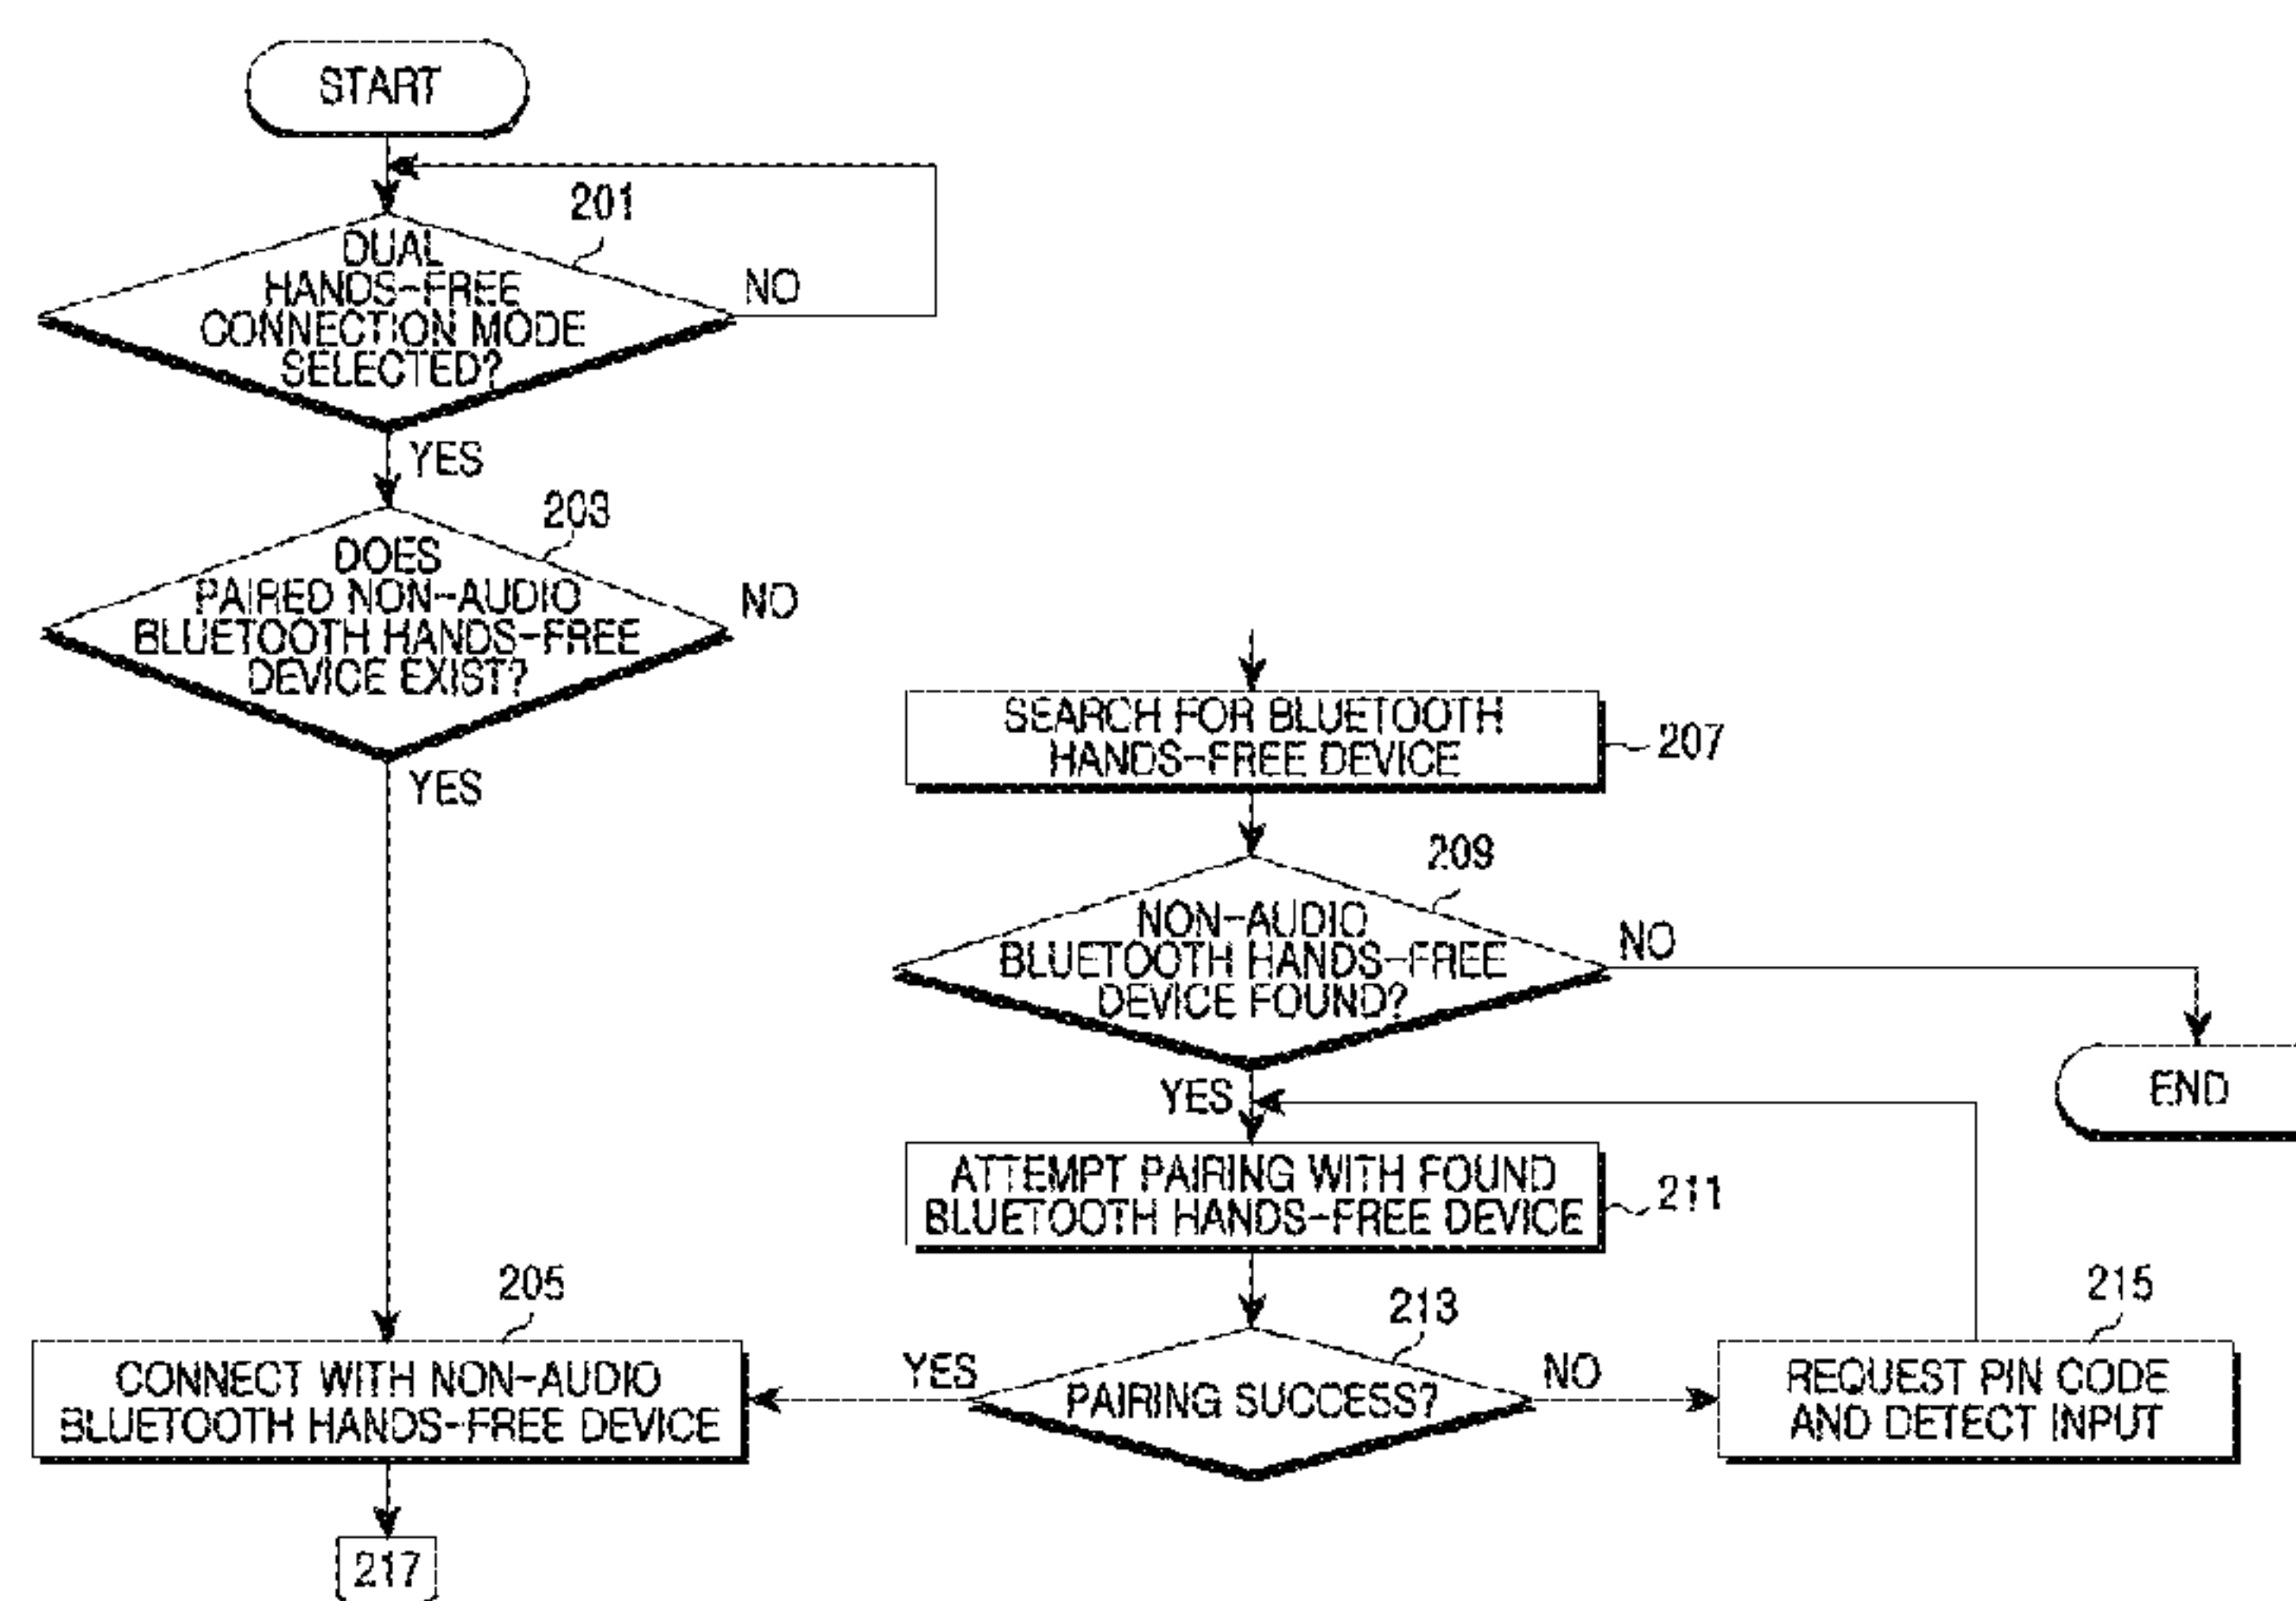 START
201
DUAL
HANDS-FREE
CONNECTION MODE
SELECTED?
NO
YES
203
DOES
PAIRED NON-AUDIO
BLUETOOTH HANDS-FREE
DEVICE EXIST?
NO
YES
SEARCH FOR BLUETOOTH
HANDS-FREE DEVICE
207
209
NON-AUDIO
BLUETOOTH HANDS-FREE
DEVICE FOUND?
NO
END
YES
ATTEMPT PAIRING WITH FOUND
BLUETOOTH HANDS-FREE DEVICE
211
213
PAIRING SUCCESS?
YES
NO
215
REQUEST PIN CODE
AND DETECT INPUT
205
CONNECT WITH NON-AUDIO
BLUETOOTH HANDS-FREE DEVICE
217